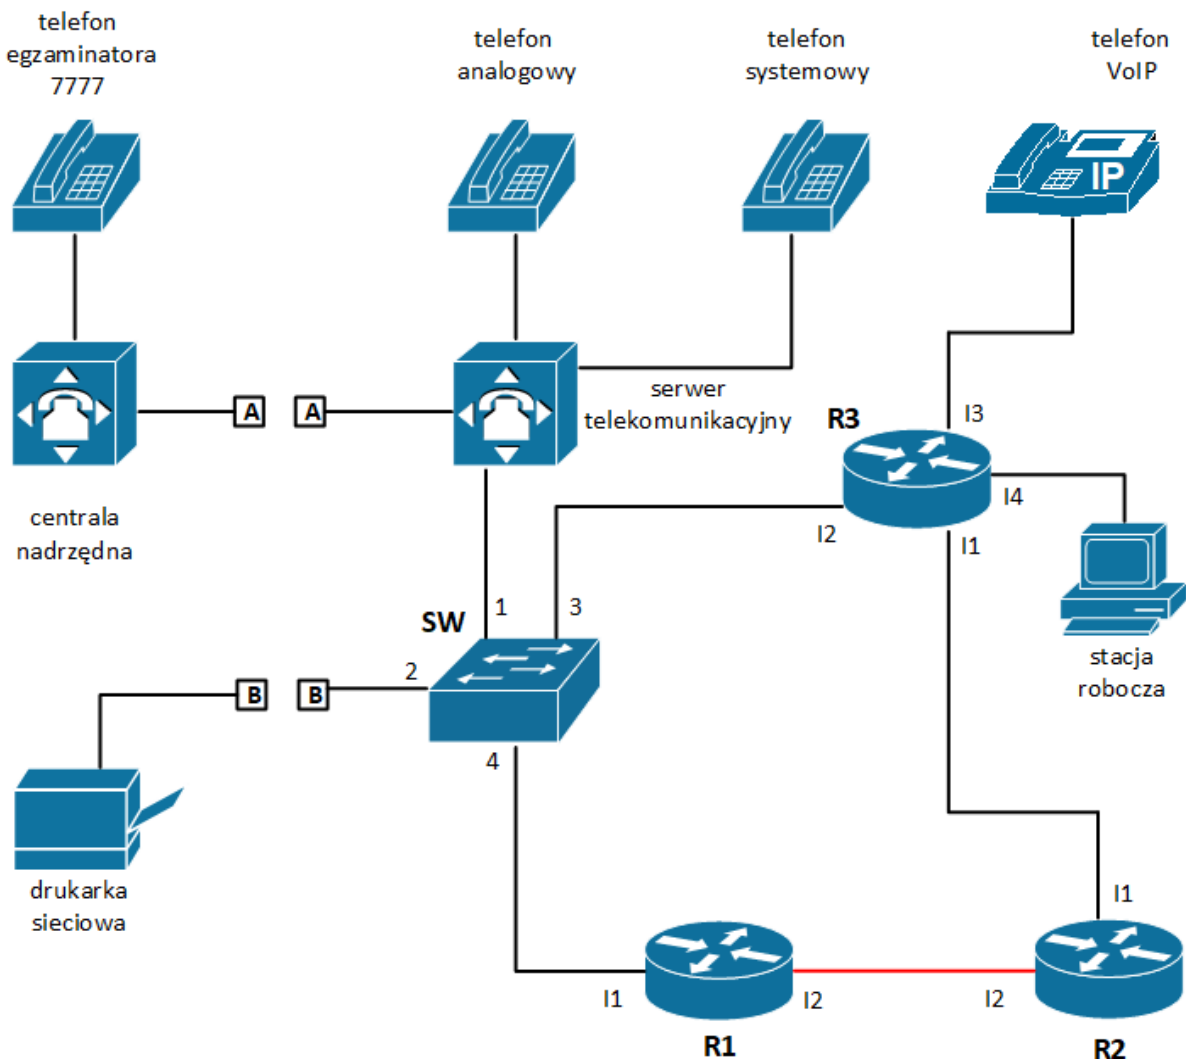 telefon
egzaminatora
7777
telefon
analogowy
telefon
systemowy
telefon
VoIP
IP
A
A
serwer
telekomunikacyjny
R3
I3
I4
I2
I1
centrala
nadrzędna
1
3
SW
2
B
B
4
stacja
robocza
drukarka
sieciowa
I1
I1
I2
I2
R1
R2